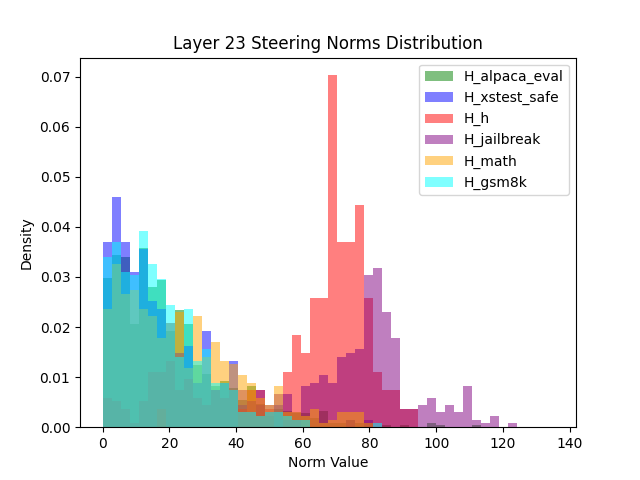 Layer 23 Steering Norms Distribution
0.07
0.06
0.05
0.04
0.03
0.02
0.01
0.00
Density
0 20 40 60 80 100 120 140
Norm Value
H_alpaca_eval
H_xstest_safe
H_h
H_jailbreak
H_math
H_gsm8k